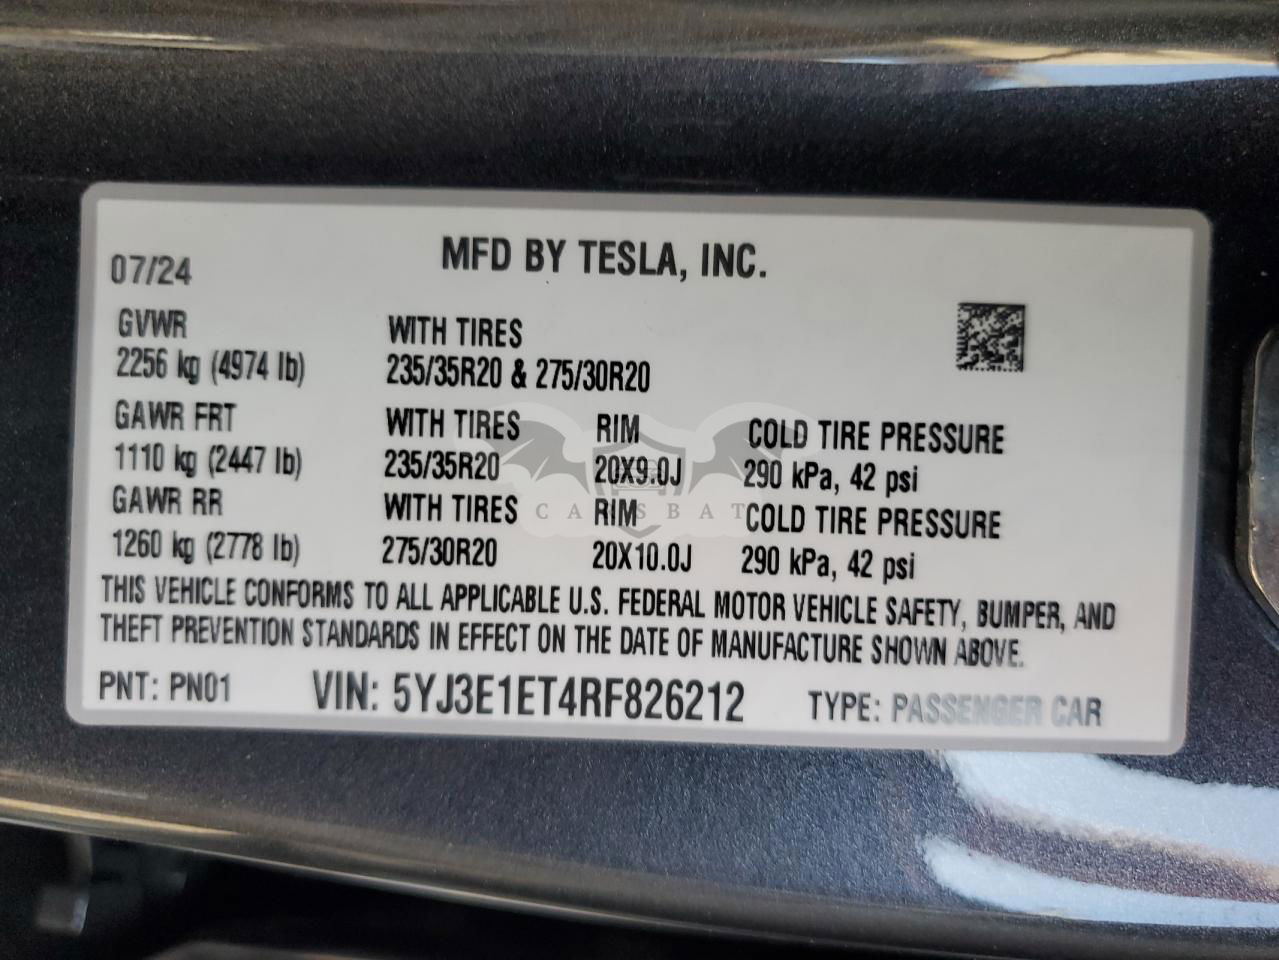 07/24
MFD BY TESLA, INC.
GVWR WITH TIRES
2256 kg (4974 lb) 235/35R20 & 275/30R20
GAWR FRT WITH TIRES RIM COLD TIRE PRESSURE
1110 kg (2447 lb) 235/35R20 20X9.0J 290 kPa, 42 psi
GAWR RR WITH TIRES RIM COLD TIRE PRESSURE
1260 kg (2778 lb) 275/30R20 20X10.0J 290 kPa, 42 psi
THIS VEHICLE CONFORMS TO ALL APPLICABLE U.S. FEDERAL MOTOR VEHICLE SAFETY, BUMPER, AND
THEFT PREVENTION STANDARDS IN EFFECT ON THE DATE OF MANUFACTURE SHOWN ABOVE.
PNT: PN01 VIN: 5YJ3E1ET4RF826212 TYPE: PASSENGER CAR
CARSBAT